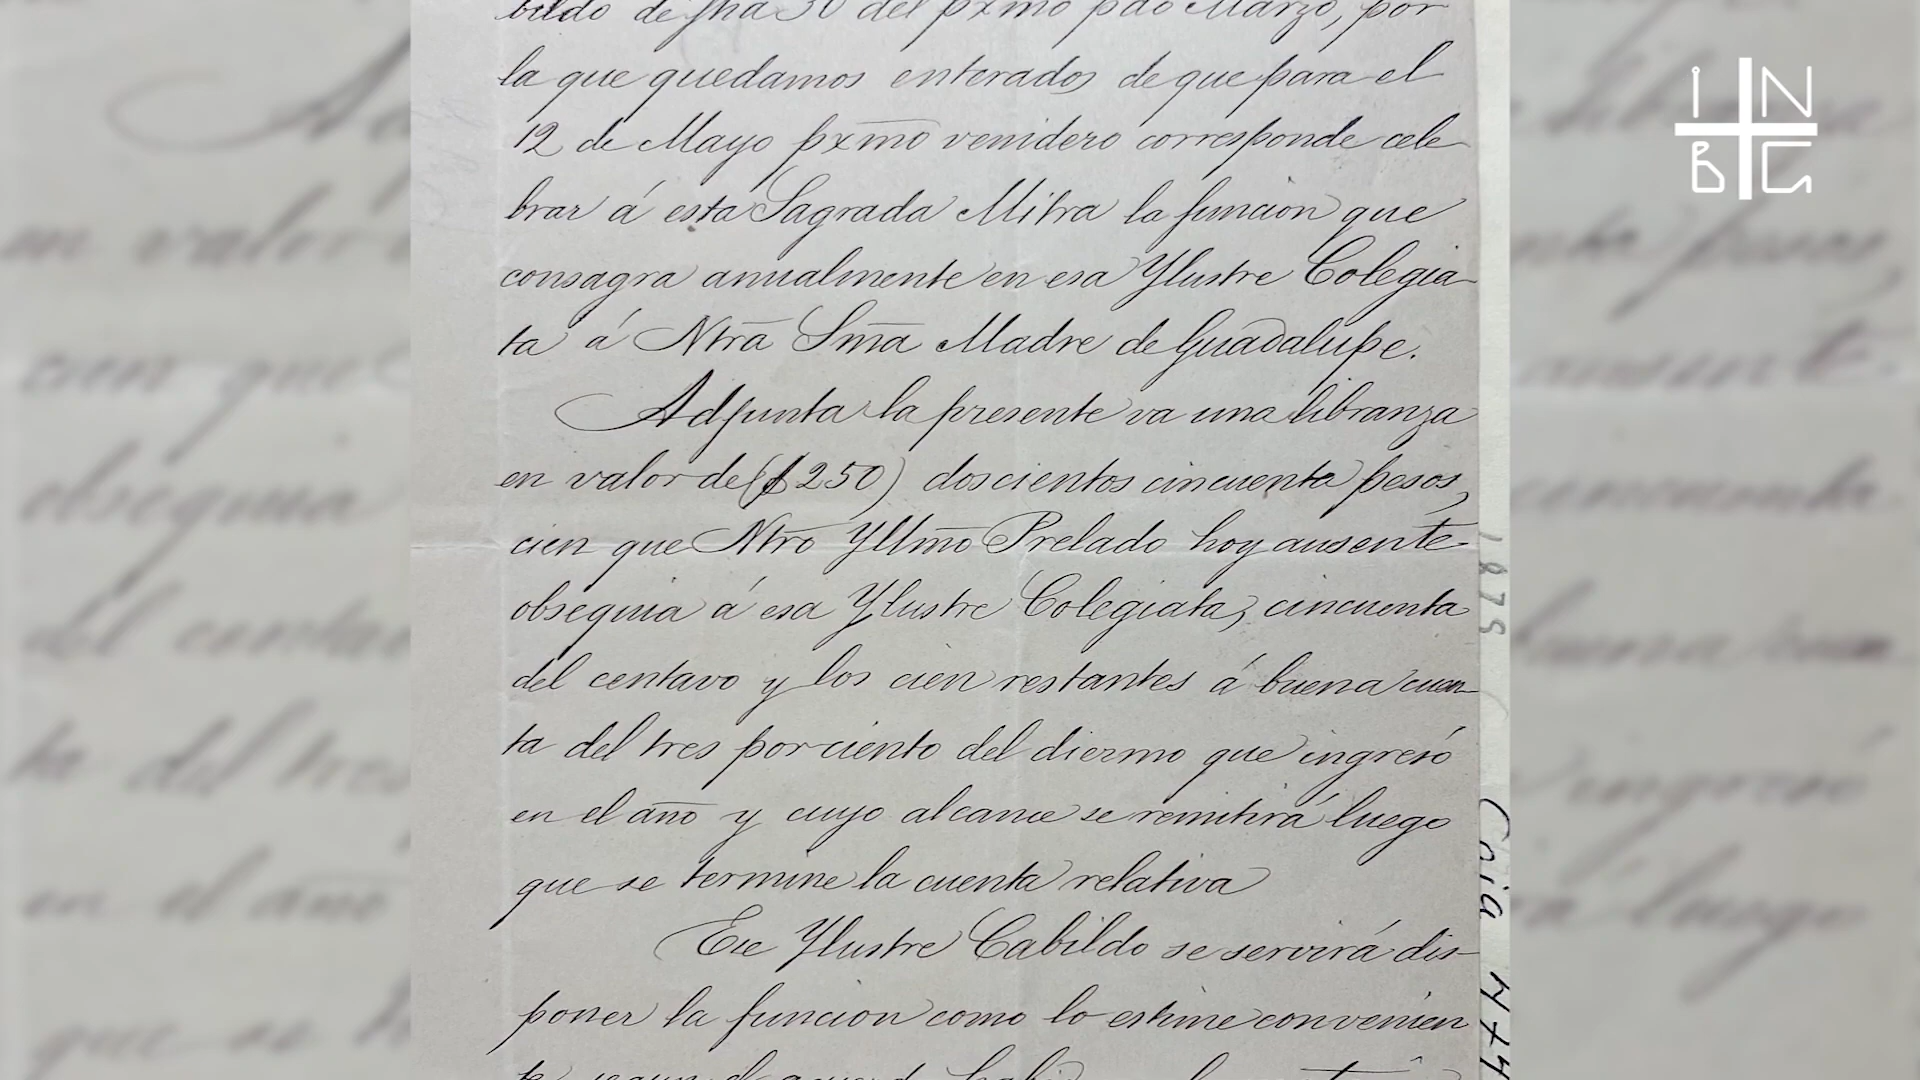 bildo de fha 30 del pxmo pdo Marzo, por
la que quedamos enterados de que para el
12 de Mayo pxmo venidero corresponde cele
brar á esta Sagrada Mitra la funcion que
consagra anualmente en esa Ylustre Colegia
ta á Ntra Sma Madre de Guadalupe.
Adjunta la presente va una libranza
en valor de ($250) doscientos cincuenta pesos,
cien que Ntro Yllmo Prelado hoy ausente
obsequia á esa Ylustre Colegiata, cincuenta
del centavo y los cien restantes á buena cuen
ta del tres por ciento del diezmo que ingresó
en el año y cuyo alcance se remitirá luego
que se termine la cuenta relativa
Ese Ylustre Cabildo se servirá dis-
poner la funcion como lo estime convenien
IN
BG
1875
Caja